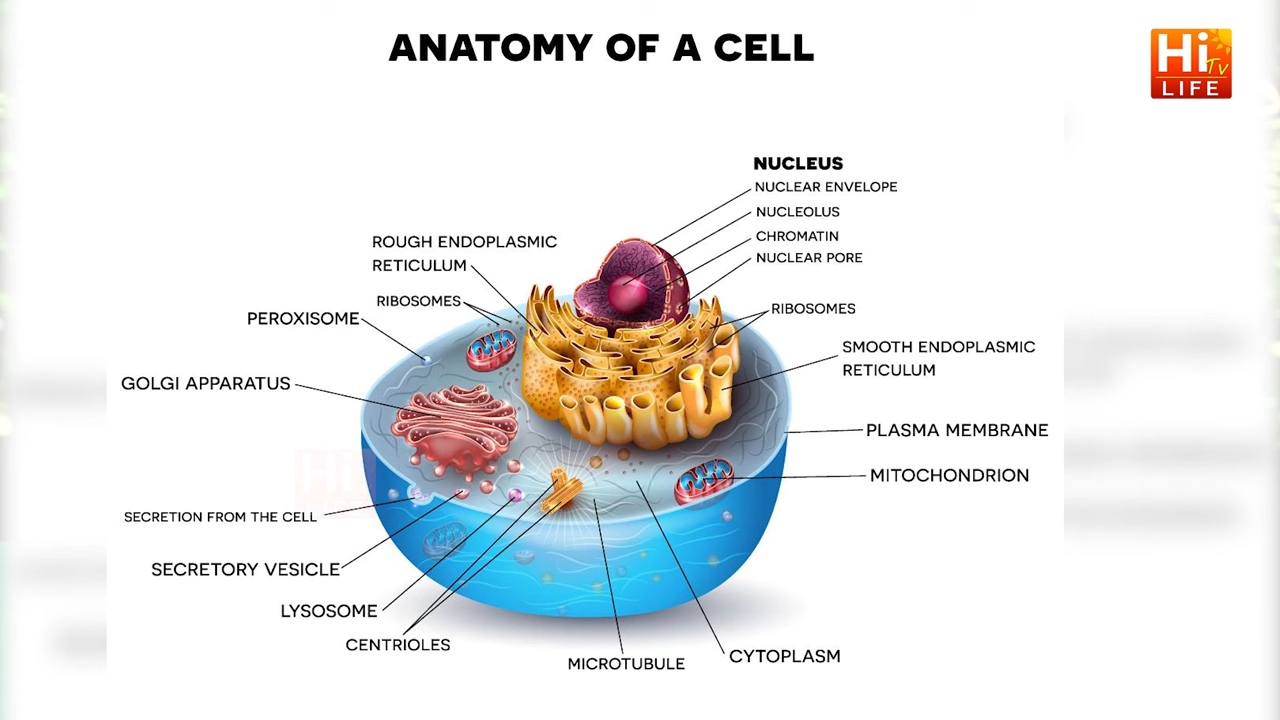 ANATOMY OF A CELL
Hi TV
LIFE
NUCLEUS
NUCLEAR ENVELOPE
NUCLEOLUS
CHROMATIN
NUCLEAR PORE
ROUGH ENDOPLASMIC
RETICULUM
RIBOSOMES
PEROXISOME
GOLGI APPARATUS
RIBOSOMES
SMOOTH ENDOPLASMIC
RETICULUM
PLASMA MEMBRANE
MITOCHONDRION
SECRETION FROM THE CELL
SECRETORY VESICLE
LYSOSOME
CENTRIOLES
MICROTUBULE
CYTOPLASM
Hi